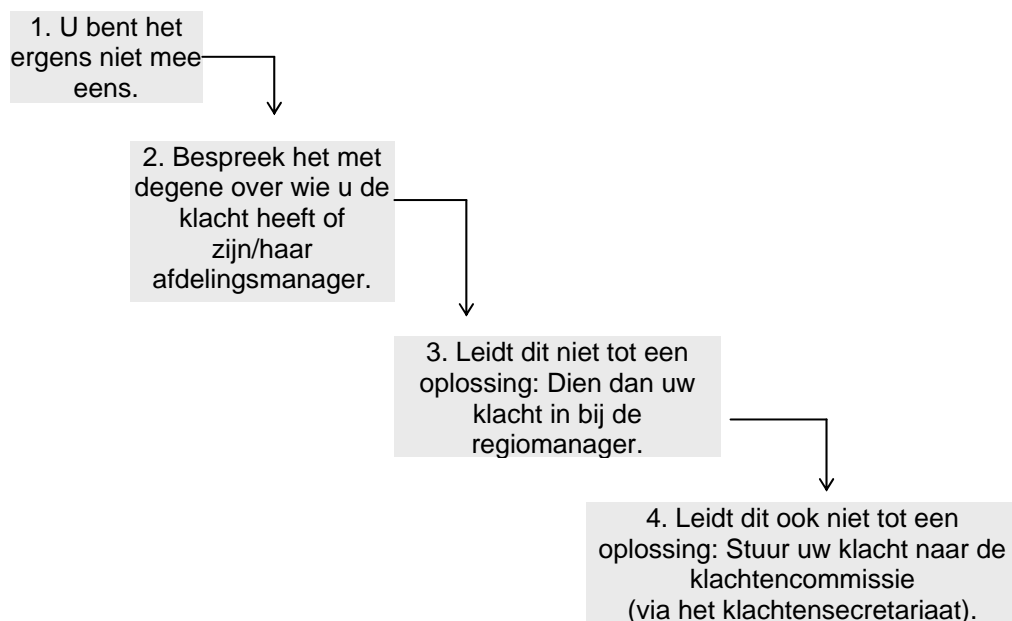 1. U bent het
ergens niet mee
eens.
2. Bespreek het met
degene over wie u de
klacht heeft of
zijn/haar
afdelingsmanager.
3. Leidt dit niet tot een
oplossing: Dien dan uw
klacht in bij de
regiomanager.
4. Leidt dit ook niet tot een
oplossing: Stuur uw klacht naar de
klachtencommissie
(via het klachtensecretariaat).